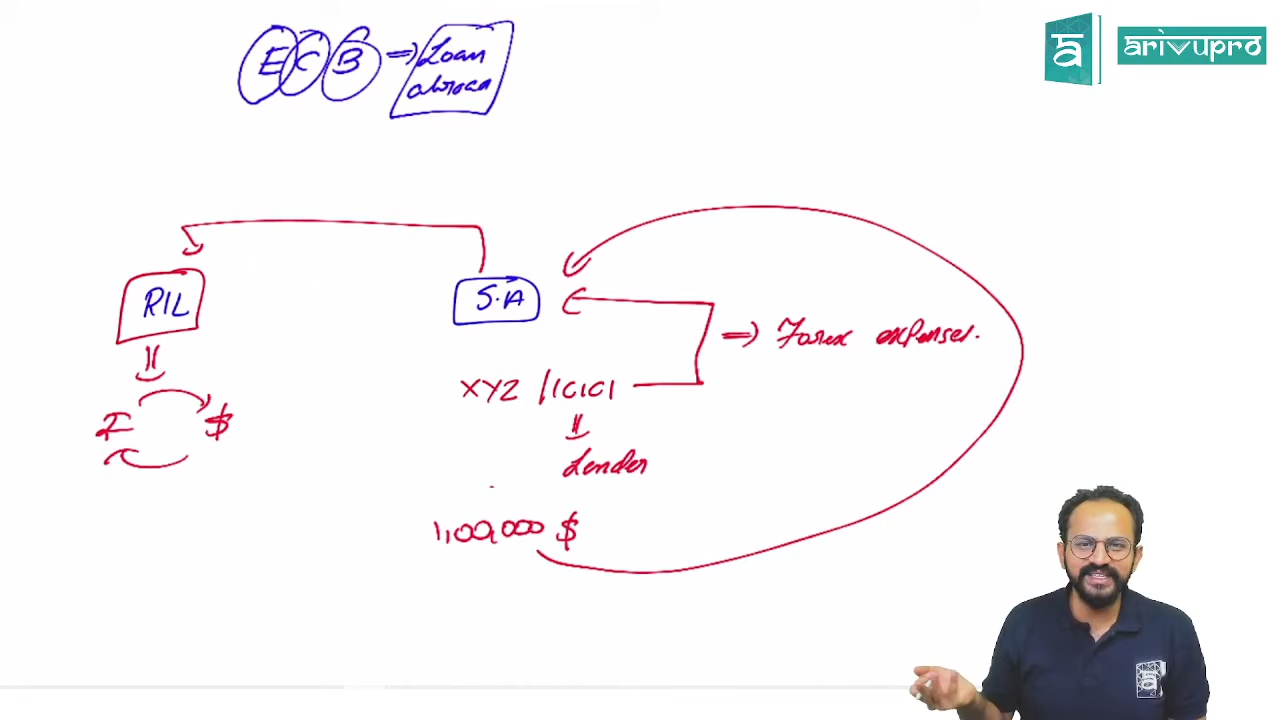 ECB => Loan abroad
arivupro
RIL
S.A
=> Forex expenses.
XYZ / ICICI
I $
Lender
1,00,000 $